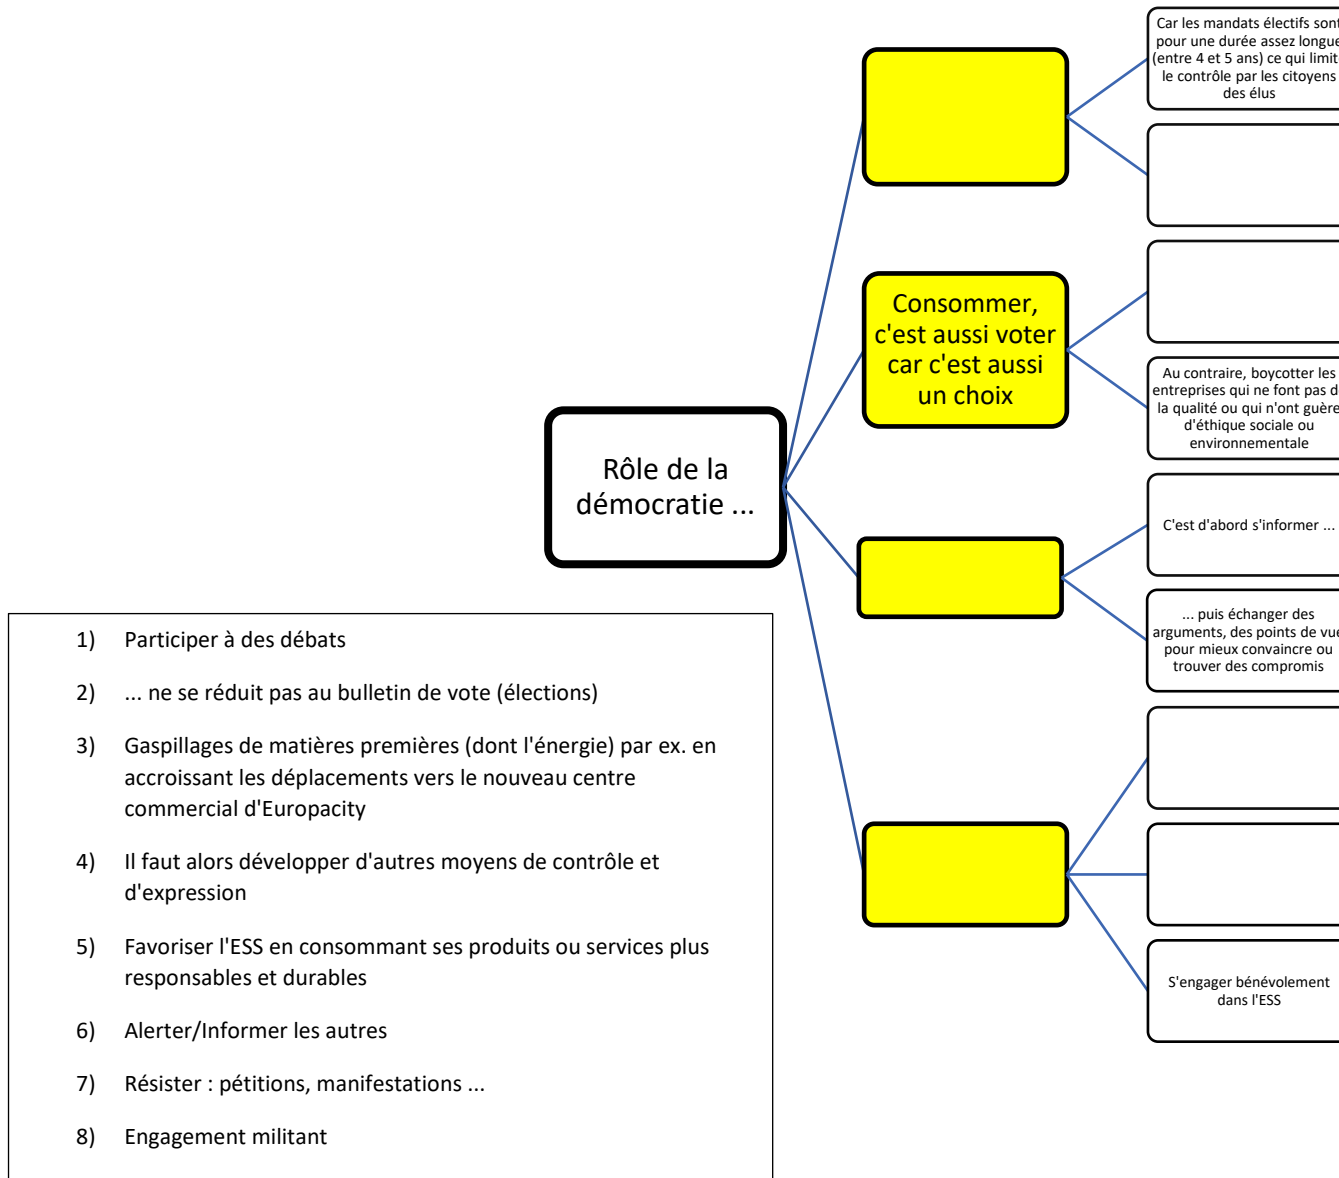 Car les mandats électifs sont
pour une durée assez longue
(entre 4 et 5 ans) ce qui limit
le contrôle par les citoyens
des élus
Consommer,
c'est aussi voter
car c'est aussi
un choix
Au contraire, boycotter les
entreprises qui ne font pas d
la qualité ou qui n'ont guère
d'éthique sociale ou
environnementale
Rôle de la
démocratie ...
C'est d'abord s'informer ...
... puis échanger des
arguments, des points de vue
pour mieux convaincre ou
trouver des compromis
S'engager bénévolement
dans l'ESS
1) Participer à des débats
2) ... ne se réduit pas au bulletin de vote (élections)
3) Gaspillages de matières premières (dont l'énergie) par ex. en
accroissant les déplacements vers le nouveau centre
commercial d'Europacity
4) Il faut alors développer d'autres moyens de contrôle et
d'expression
5) Favoriser l'ESS en consommant ses produits ou services plus
responsables et durables
6) Alerter/Informer les autres
7) Résister : pétitions, manifestations ...
8) Engagement militant